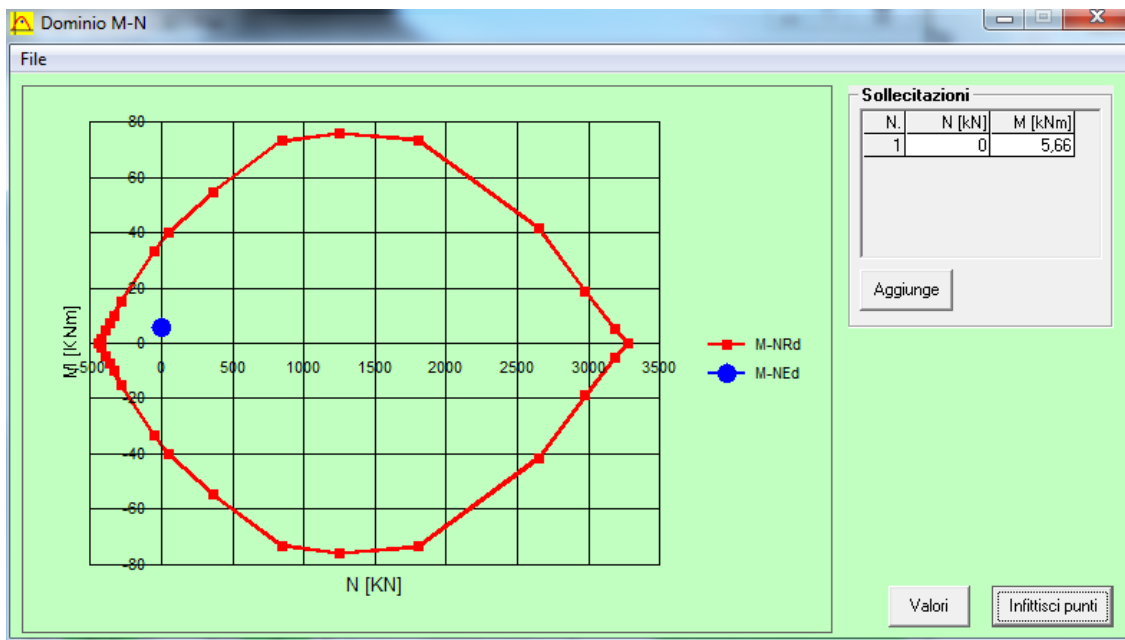 Dominio M-N
File
80
60
40
20
0
-20
-40
-60
-80
-500 0 500 1000 1500 2000 2500 3000 3500
M [KNm]
N [KN]
M-NRd
M-NEd
Sollecitazioni
N. N [kN] M [kNm]
1 0 5,66
Aggiunge
Valori
Infittisci punti